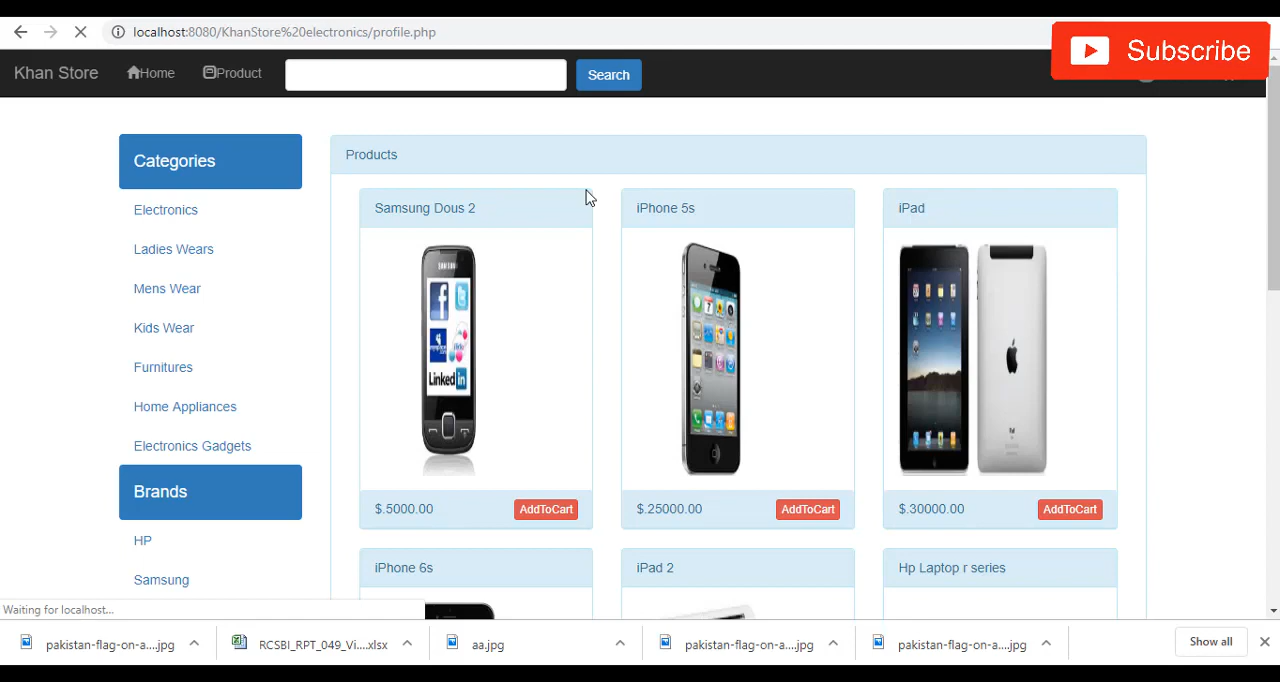 localhost:8080/KhanStore%20electronics/profile.php
Subscribe
Khan Store Home Product Search
Categories
Electronics
Ladies Wears
Mens Wear
Kids Wear
Furnitures
Home Appliances
Electronics Gadgets
Brands
HP
Samsung
Products
Samsung Dous 2 iPhone 5s iPad
SAMSUNG
Linked in
$.5000.00 AddToCart $.25000.00 AddToCart $.30000.00 AddToCart
iPhone 6s iPad 2 Hp Laptop r series
Waiting for localhost...
pakistan-flag-on-a....jpg RCSBI_RPT_049_Vi....xlsx aa.jpg pakistan-flag-on-a....jpg pakistan-flag-on-a....jpg Show all